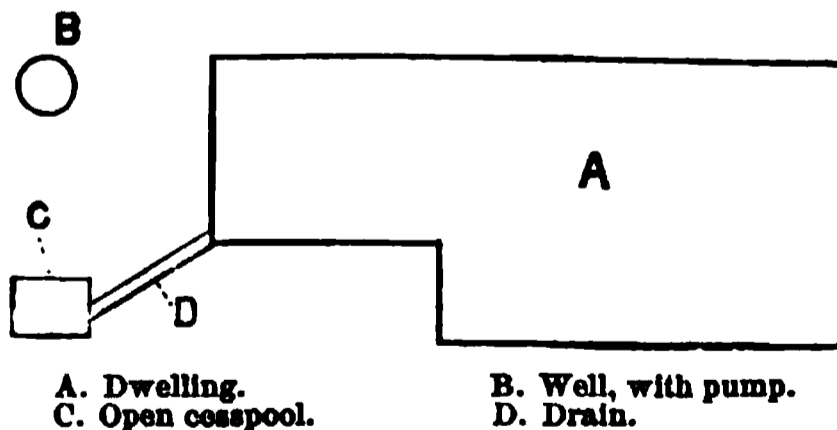 B
A
C
D
A. Dwelling. B. Well, with pump.
C. Open cesspool. D. Drain.